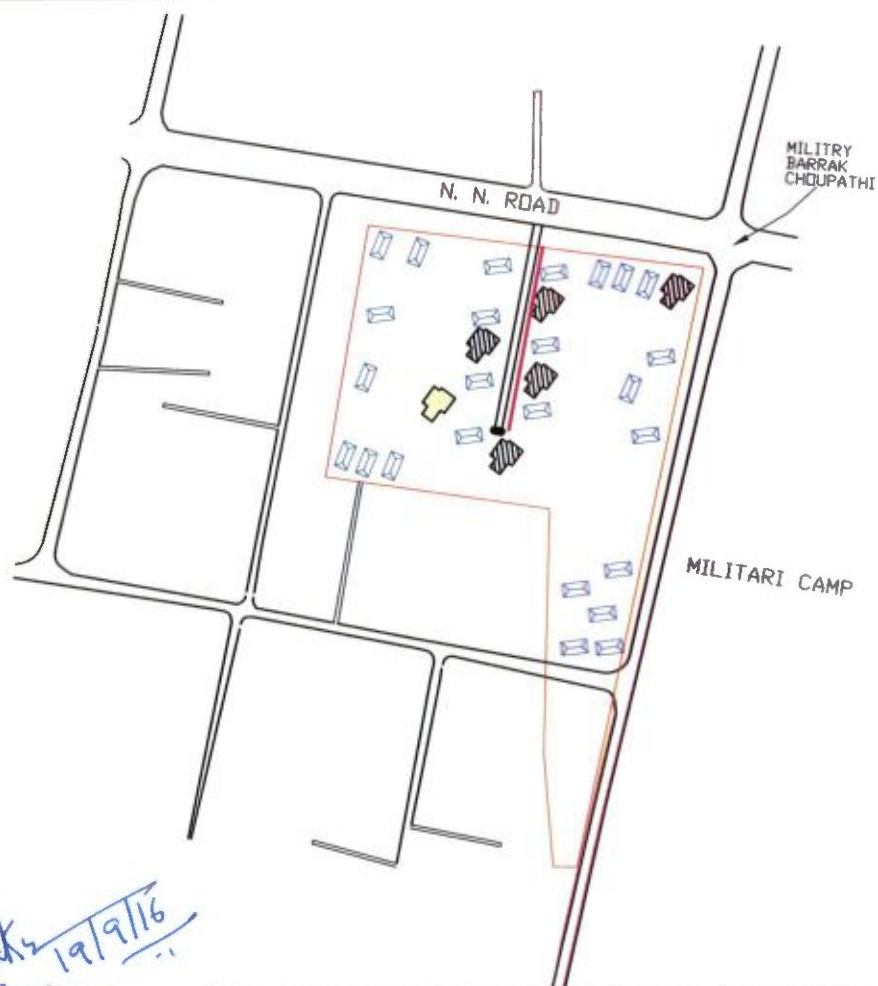 MILITRY
BARRAK
CHOUPATHI
N. N. ROAD
MILITARI CAMP
19/9/16